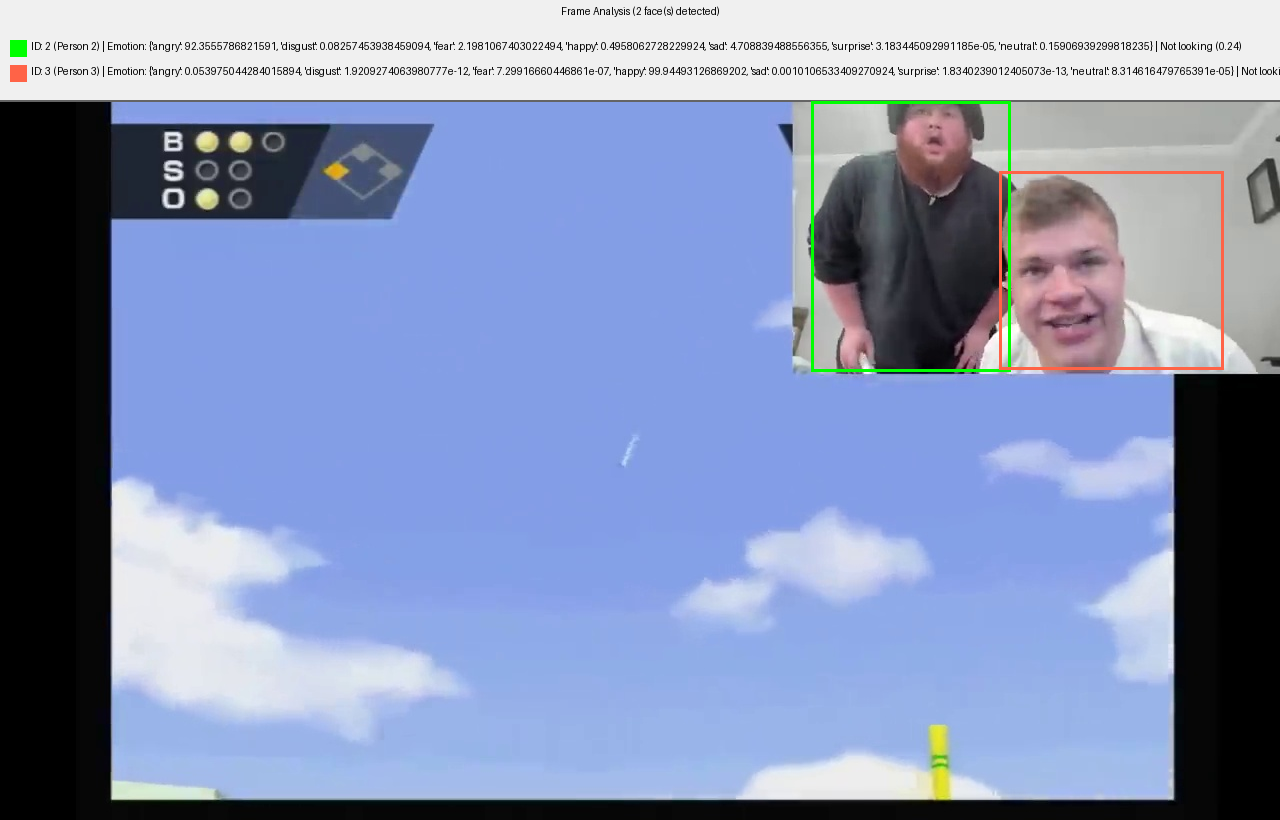 Frame Analysis (2 face(s) detected)
ID: 2 (Person 2) | Emotion: {'angry': 92.3555786821591, 'disgust': 0.08257453938459094, 'fear': 2.1981067403022494, 'happy': 0.4958062728229924, 'sad': 4.708839488556355, 'surprise': 3.183445092991185e-05, 'neutral': 0.15906939299818235} | Not looking (0.24)
ID: 3 (Person 3) | Emotion: {'angry': 0.053975044284015894, 'disgust': 1.9209274063980777e-12, 'fear': 7.29916660446861e-07, 'happy': 99.94493126869202, 'sad': 0.0010106533409270924, 'surprise': 1.8340239012405073e-13, 'neutral': 8.314616479765391e-05} | Not looki
B
S
O